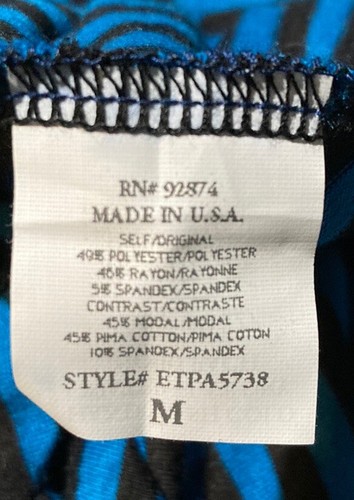 RN# 92874
MADE IN U.S.A.
SELF/ORIGINAL
49% POLYESTER/POLYESTER
46% RAYON/RAYONNE
5% SPANDEX/SPANDEX
CONTRAST/CONTRASTE
45% MODAL/MODAL
45% PIMA COTTON/PIMA COTON
10% SPANDEX/SPANDEX
STYLE# ETPA5738
M